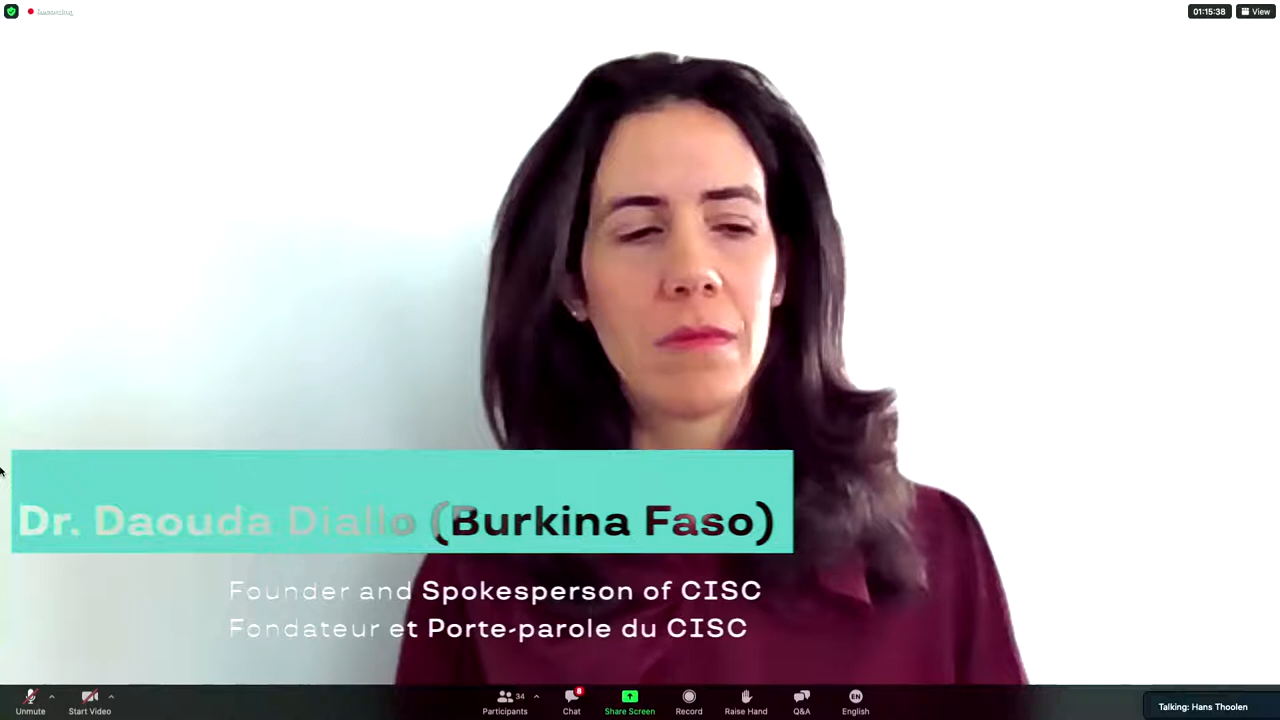 01:15:38
View
Dr. Daouda Diallo (Burkina Faso)
Founder and Spokesperson of CISC
Fondateur et Porte-parole du CISC
Unmute
Start Video
Participants
34
Chat
8
Share Screen
Record
Raise Hand
Q&A
EN
English
Talking: Hans Thoolen